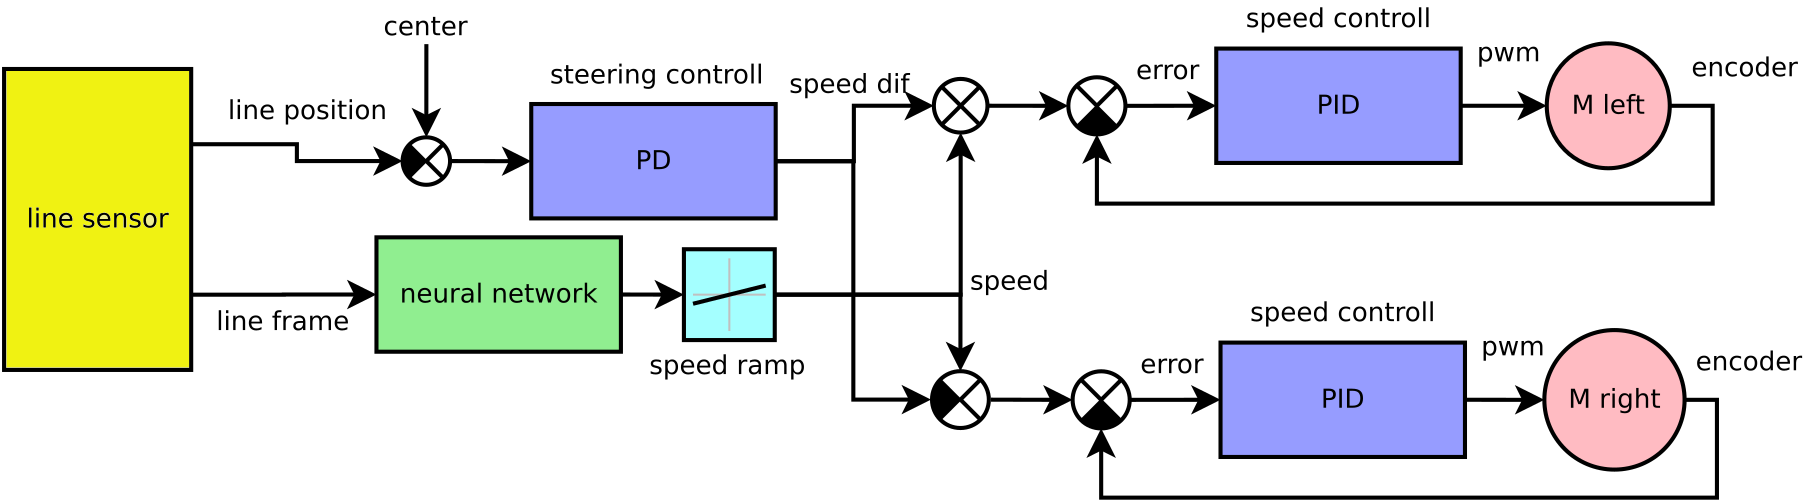 center
speed controll
steering controll
speed dif
error
pwm
encoder
line position
PD
PID
M left
line sensor
neural network
speed
line frame
speed ramp
speed controll
error
pwm
encoder
PID
M right